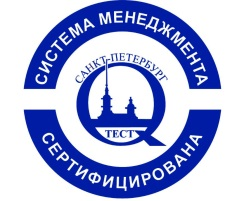 СИСТЕМА МЕНЕДЖМЕНТА
САНКТ-ПЕТЕРБУРГ
ТЕСТ
СЕРТИФИЦИРОВАНА